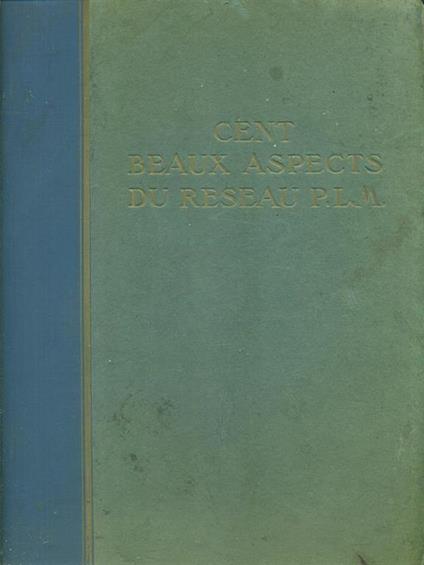 CENT
BEAUX ASPECTS
DU RESEAU P.L.M.